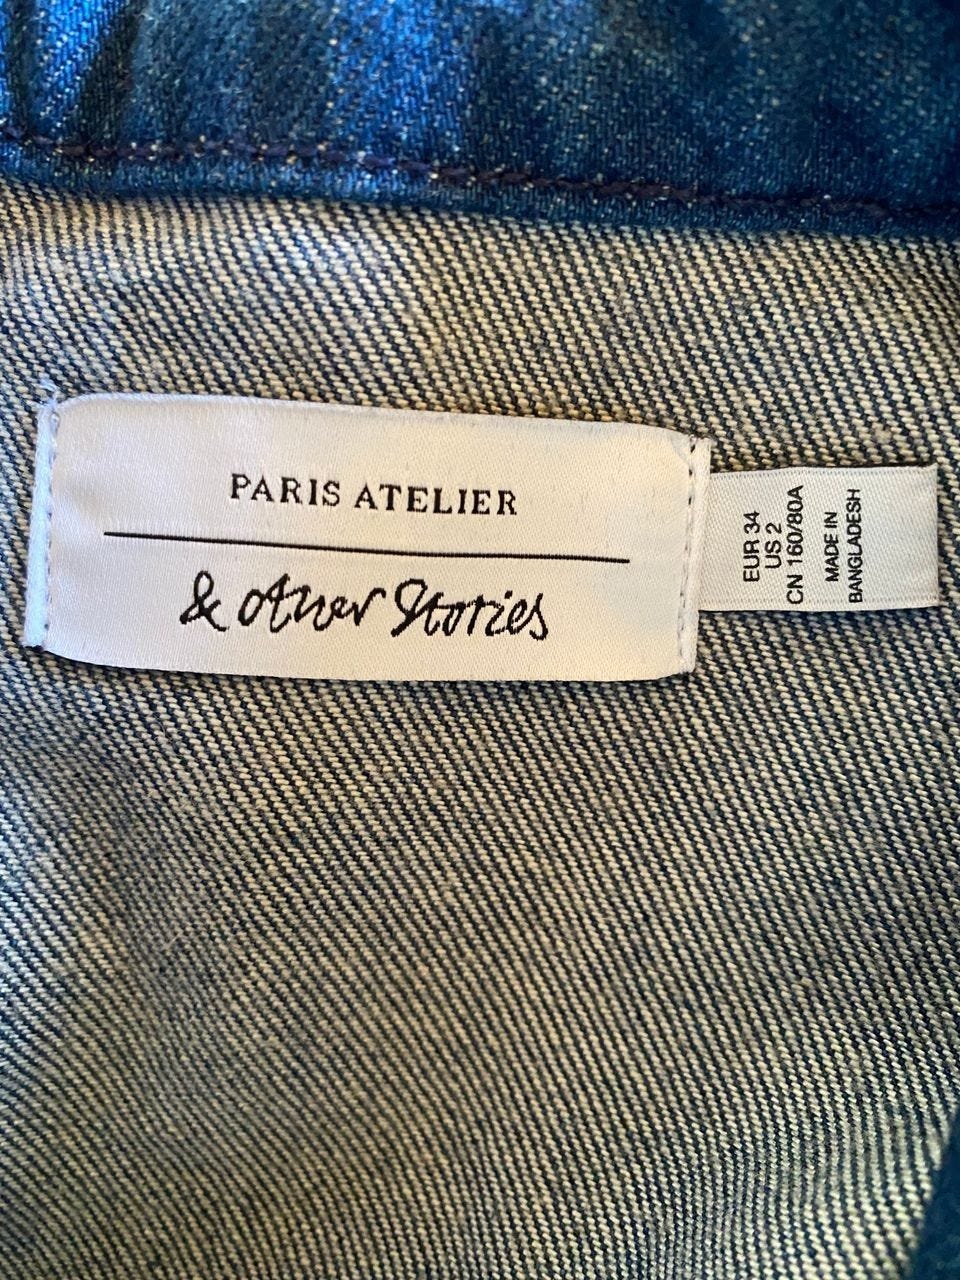 PARIS ATELIER
& Other Stories
EUR 34
US 2
CN 160/80A
MADE IN
BANGLADESH